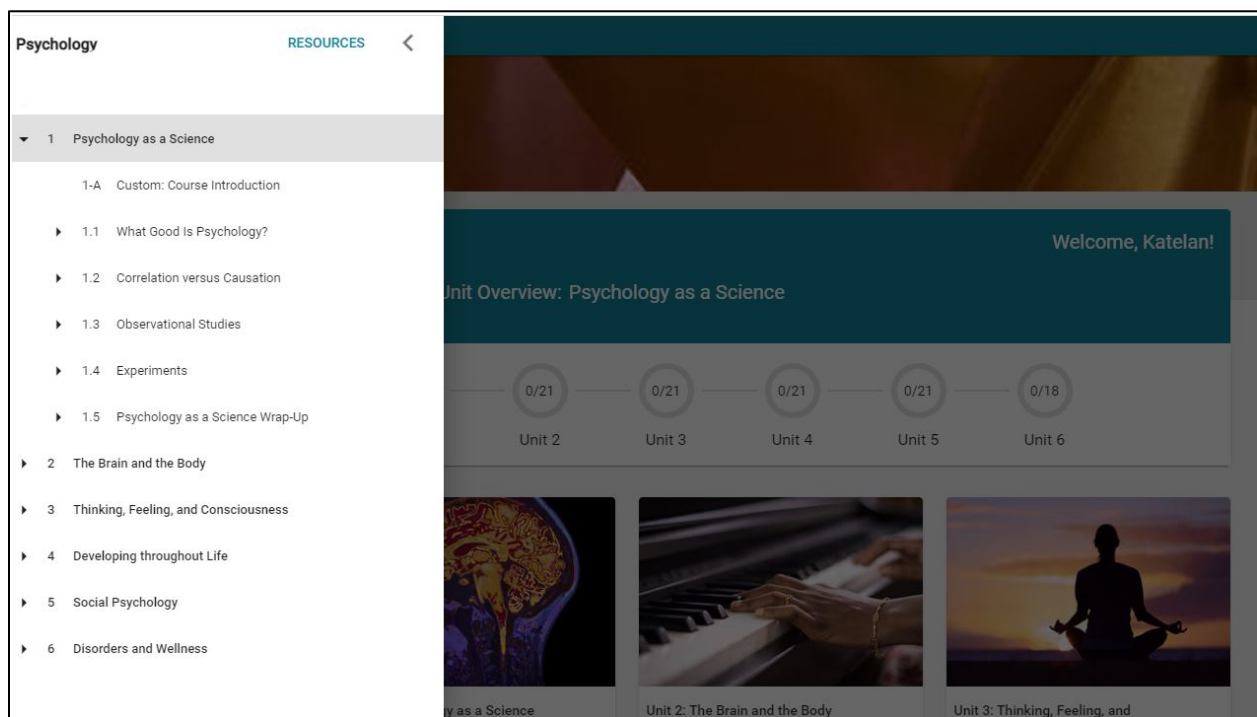 Psychology RESOURCES
1 Psychology as a Science
1-A Custom: Course Introduction
1.1 What Good Is Psychology?
1.2 Correlation versus Causation
1.3 Observational Studies
1.4 Experiments
1.5 Psychology as a Science Wrap-Up
2 The Brain and the Body
3 Thinking, Feeling, and Consciousness
4 Developing throughout Life
5 Social Psychology
6 Disorders and Wellness
Welcome, Katelan!
Unit Overview: Psychology as a Science
0/21 0/21 0/21 0/21 0/18
Unit 2 Unit 3 Unit 4 Unit 5 Unit 6
as a Science
Unit 2: The Brain and the Body
Unit 3: Thinking, Feeling, and